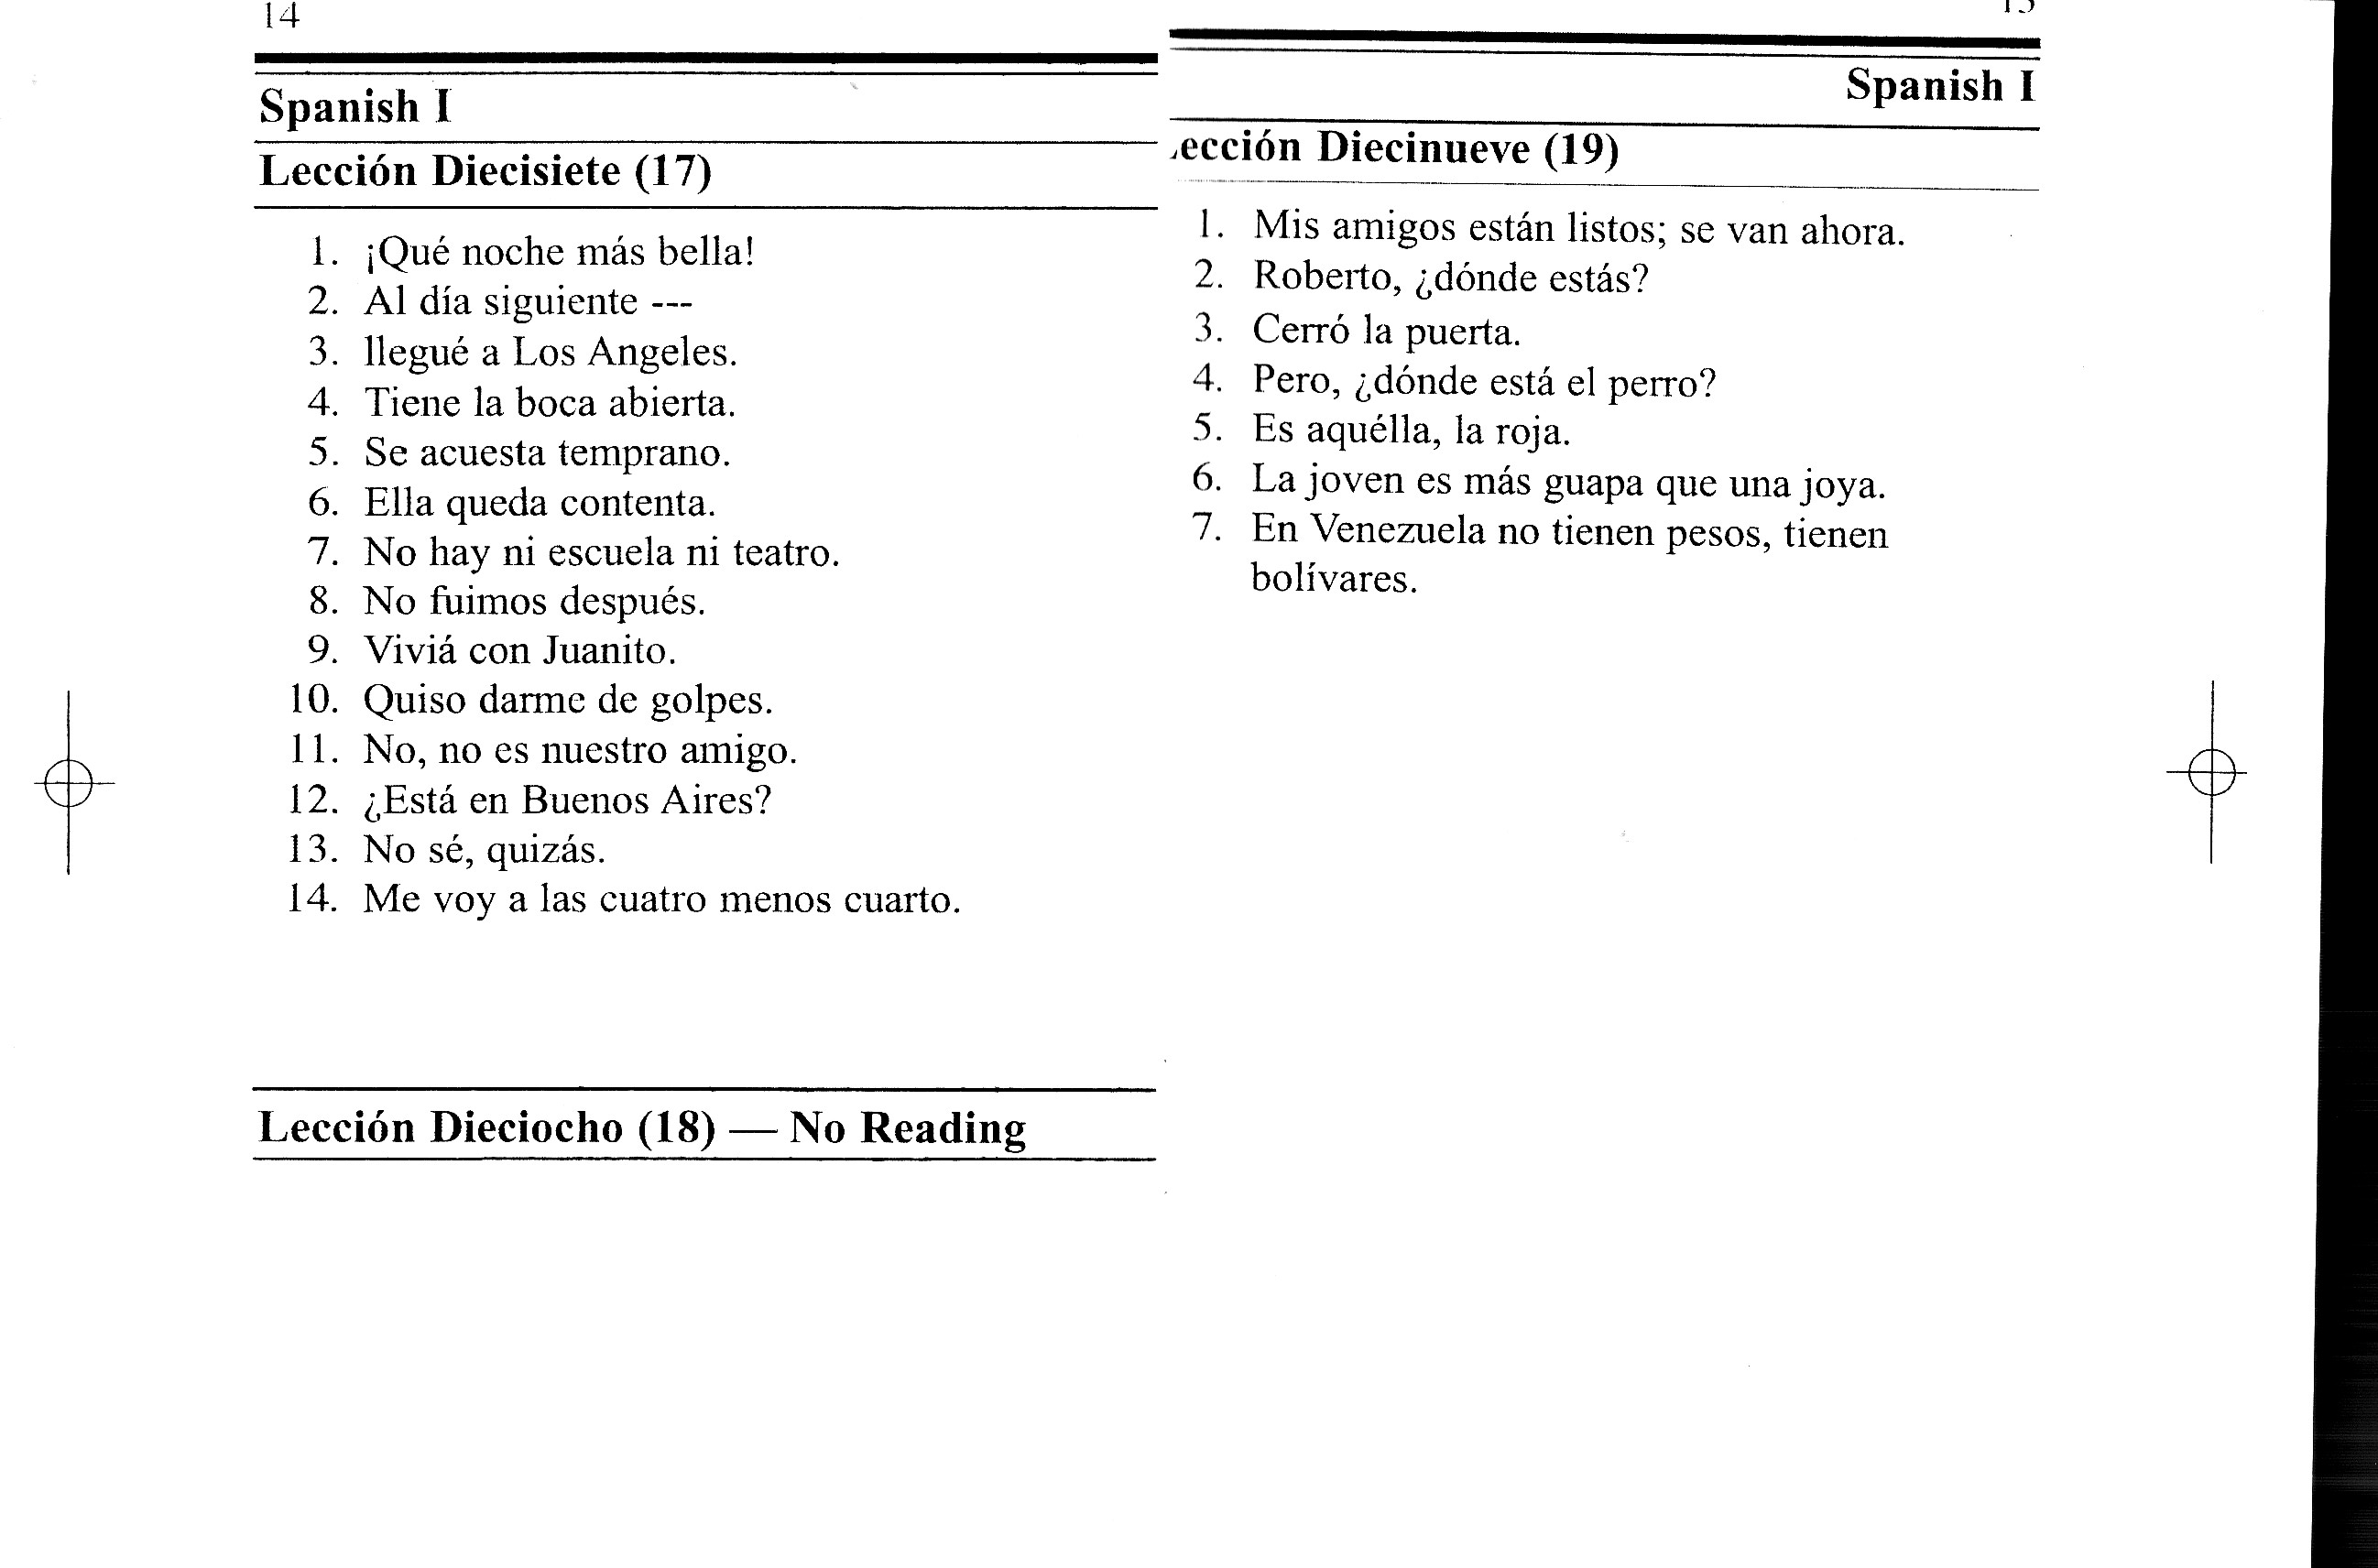 14
Spanish I
Lección Diecisiete (17)
1. ¡Qué noche más bella!
2. Al día siguiente ---
3. llegué a Los Angeles.
4. Tiene la boca abierta.
5. Se acuesta temprano.
6. Ella queda contenta.
7. No hay ni escuela ni teatro.
8. No fuimos después.
9. Viviá con Juanito.
10. Quiso darme de golpes.
11. No, no es nuestro amigo.
12. ¿Está en Buenos Aires?
13. No sé, quizás.
14. Me voy a las cuatro menos cuarto.
Lección Dieciocho (18) — No Reading
Spanish I
ección Diecinueve (19)
1. Mis amigos están listos; se van ahora.
2. Roberto, ¿dónde estás?
3. Cerró la puerta.
4. Pero, ¿dónde está el perro?
5. Es aquélla, la roja.
6. La joven es más guapa que una joya.
7. En Venezuela no tienen pesos, tienen
bolívares.